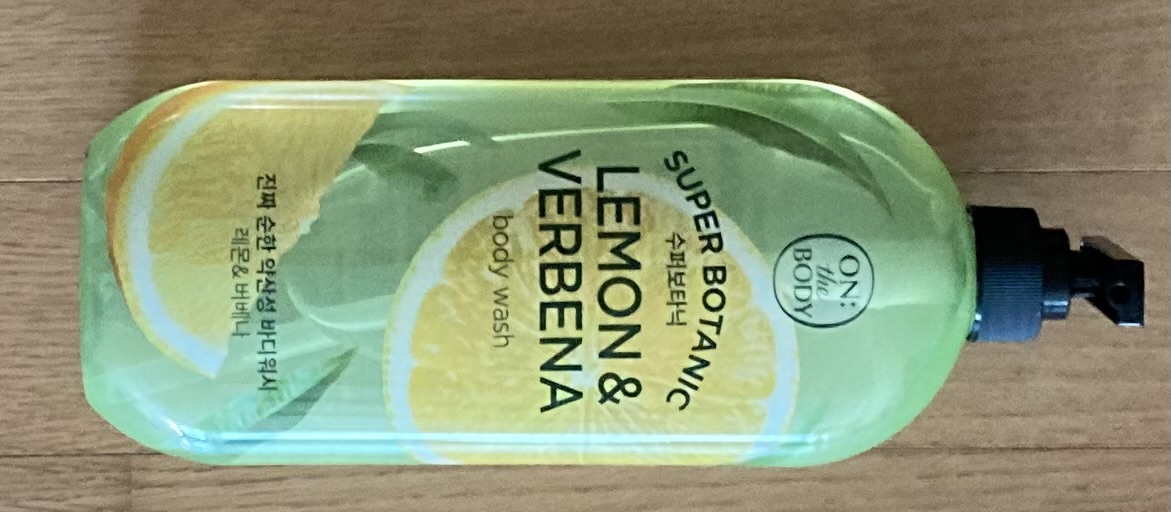 ON:
the
BODY
SUPER BOTANIC
수퍼보타닉
LEMON &
VERBENA
body wash
진짜 순한 약산성 바디워시
레몬 & 버베나